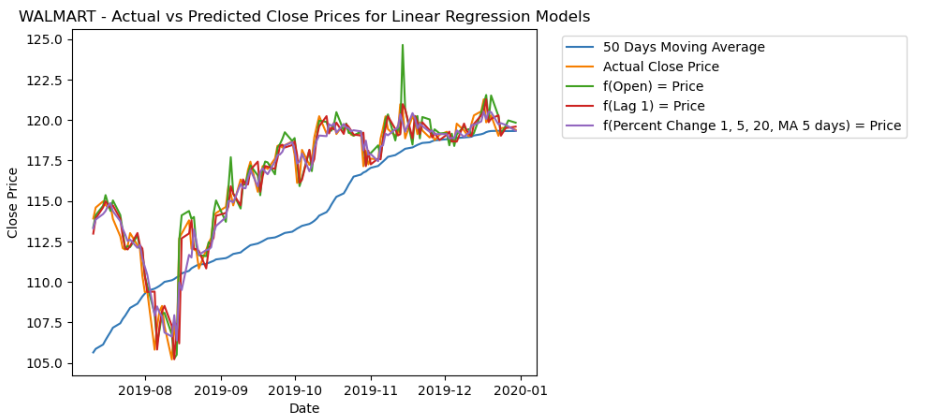 WALMART - Actual vs Predicted Close Prices for Linear Regression Models
125.0
122.5
120.0
117.5
115.0
112.5
110.0
107.5
105.0
Close Price
2019-08
2019-09
2019-10
2019-11
2019-12
2020-01
Date
50 Days Moving Average
Actual Close Price
f(Open) = Price
f(Lag 1) = Price
f(Percent Change 1, 5, 20, MA 5 days) = Price